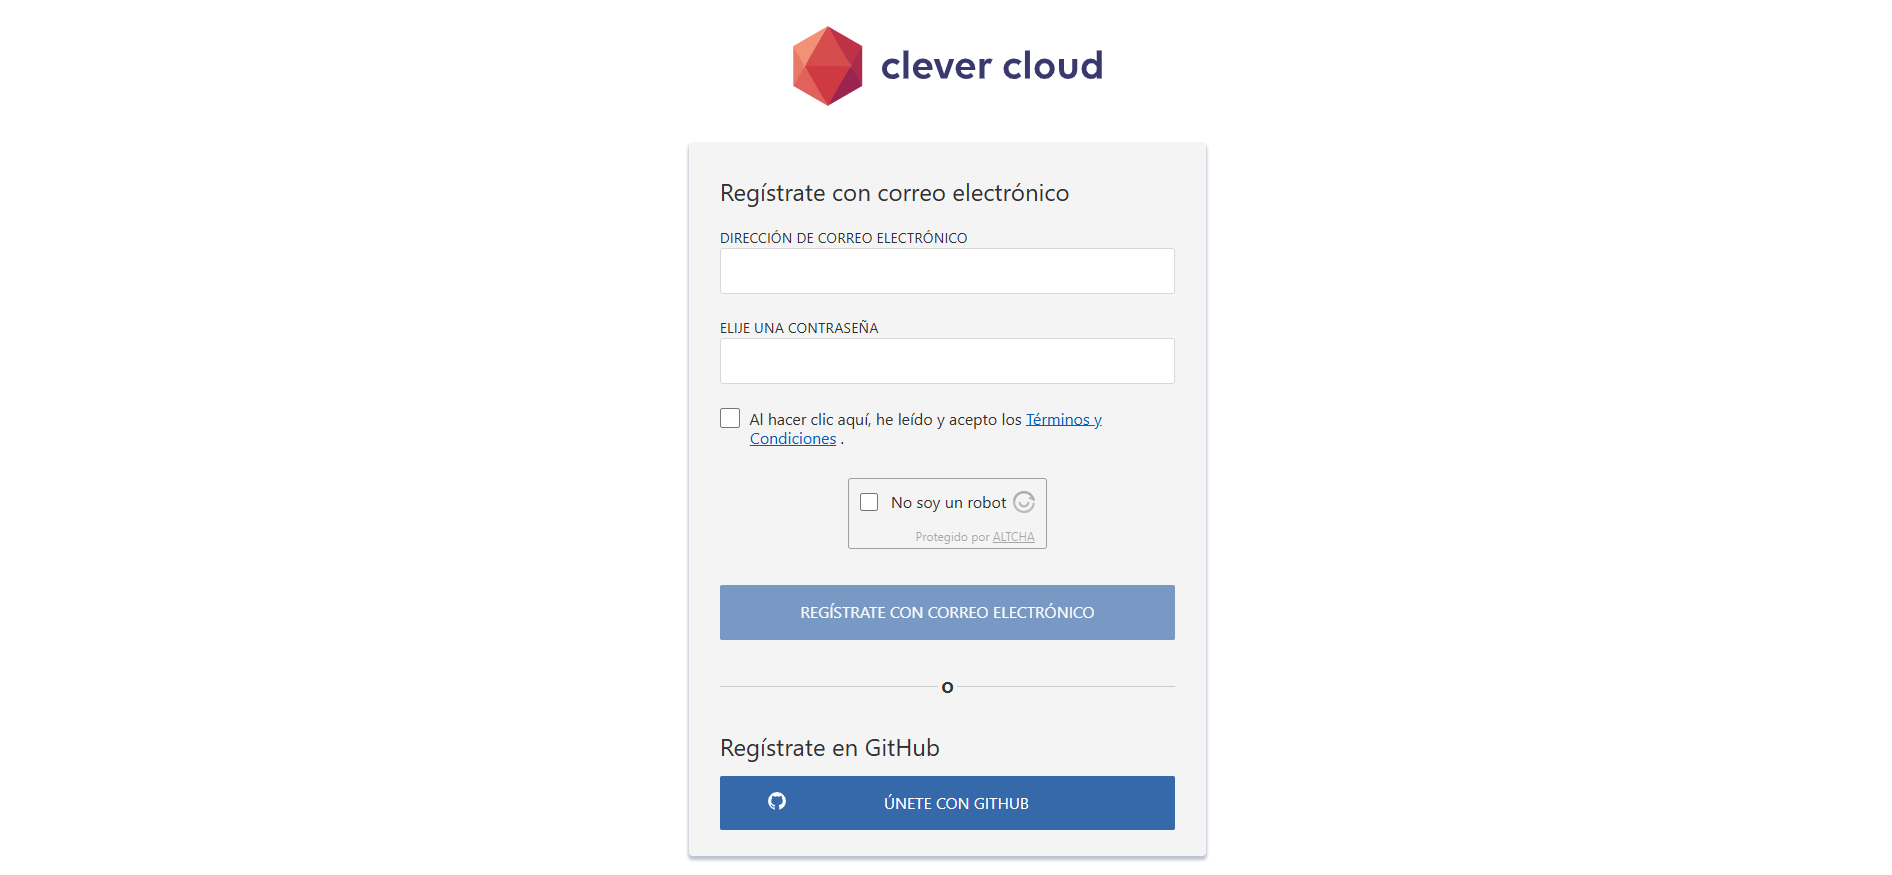 clever cloud
Regístrate con correo electrónico
DIRECCIÓN DE CORREO ELECTRÓNICO
ELIJE UNA CONTRASEÑA
Al hacer clic aquí, he leído y acepto los Términos y
Condiciones .
No soy un robot
Protegido por ALTCHA
REGÍSTRATE CON CORREO ELECTRÓNICO
O
Regístrate en GitHub
ÚNETE CON GITHUB